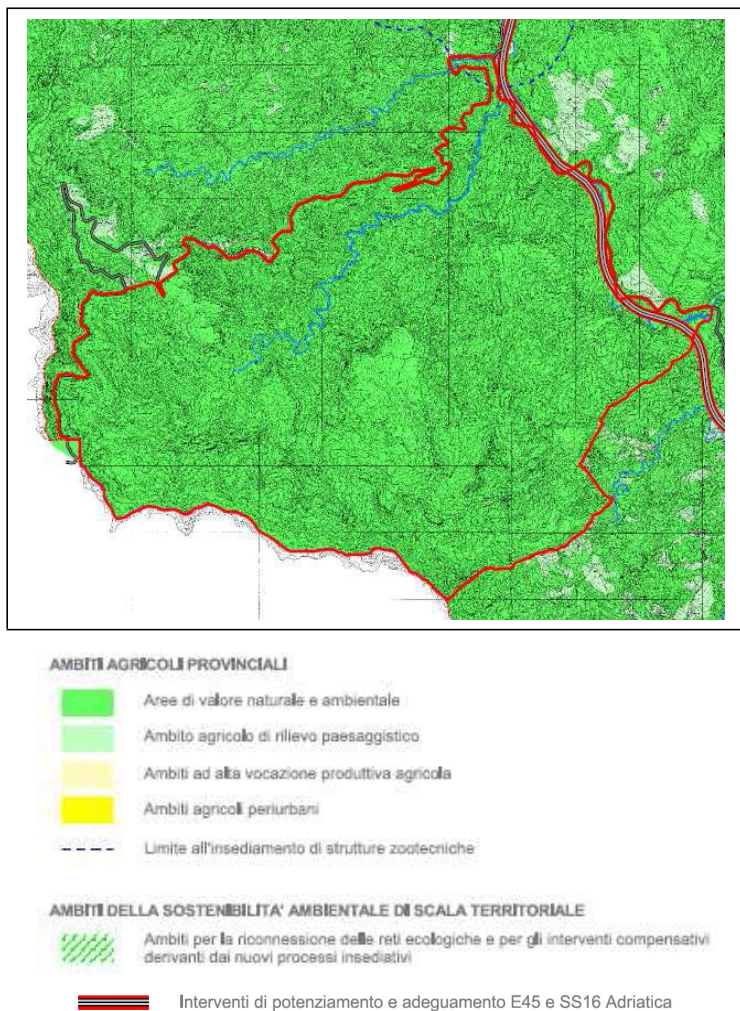 AMBITI AGRICOLI PROVINCIALI
Aree di valore naturale e ambientale
Ambito agricolo di rilievo paesaggistico
Ambiti ad alta vocazione produttiva agricola
Ambiti agricoli periurbani
Limite all'insediamento di strutture zootecniche
AMBITI DELLA SOSTENIBILITA' AMBIENTALE DI SCALA TERRITORIALE
Ambiti per la riconnessione delle reti ecologiche e per gli interventi compensativi
derivanti dai nuovi processi insediativi
Interventi di potenziamento e adeguamento E45 e SS16 Adriatica